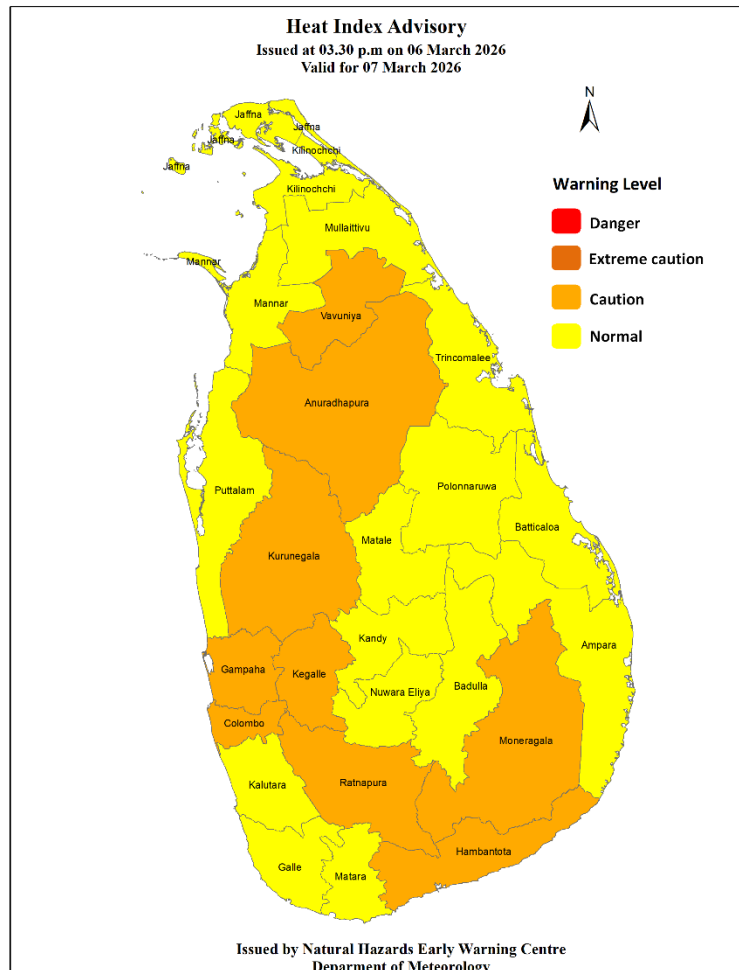 Heat Index Advisory
Issued at 03.30 p.m on 06 March 2026
Valid for 07 March 2026
N
Warning Level
Danger
Extreme caution
Caution
Normal
Jaffna
Jaffna
Jaffna
Kilinochchi
Jaffna
Kilinochchi
Mullaittivu
Mannar
Mannar
Vavuniya
Trincomalee
Anuradhapura
Puttalam
Polonnaruwa
Batticaloa
Matale
Kurunegala
Kandy
Ampara
Gampaha
Kegalle
Nuwara Eliya
Badulla
Colombo
Moneragala
Kalutara
Ratnapura
Hambantota
Galle
Matara
Issued by Natural Hazards Early Warning Centre
Deparment of Meteorology